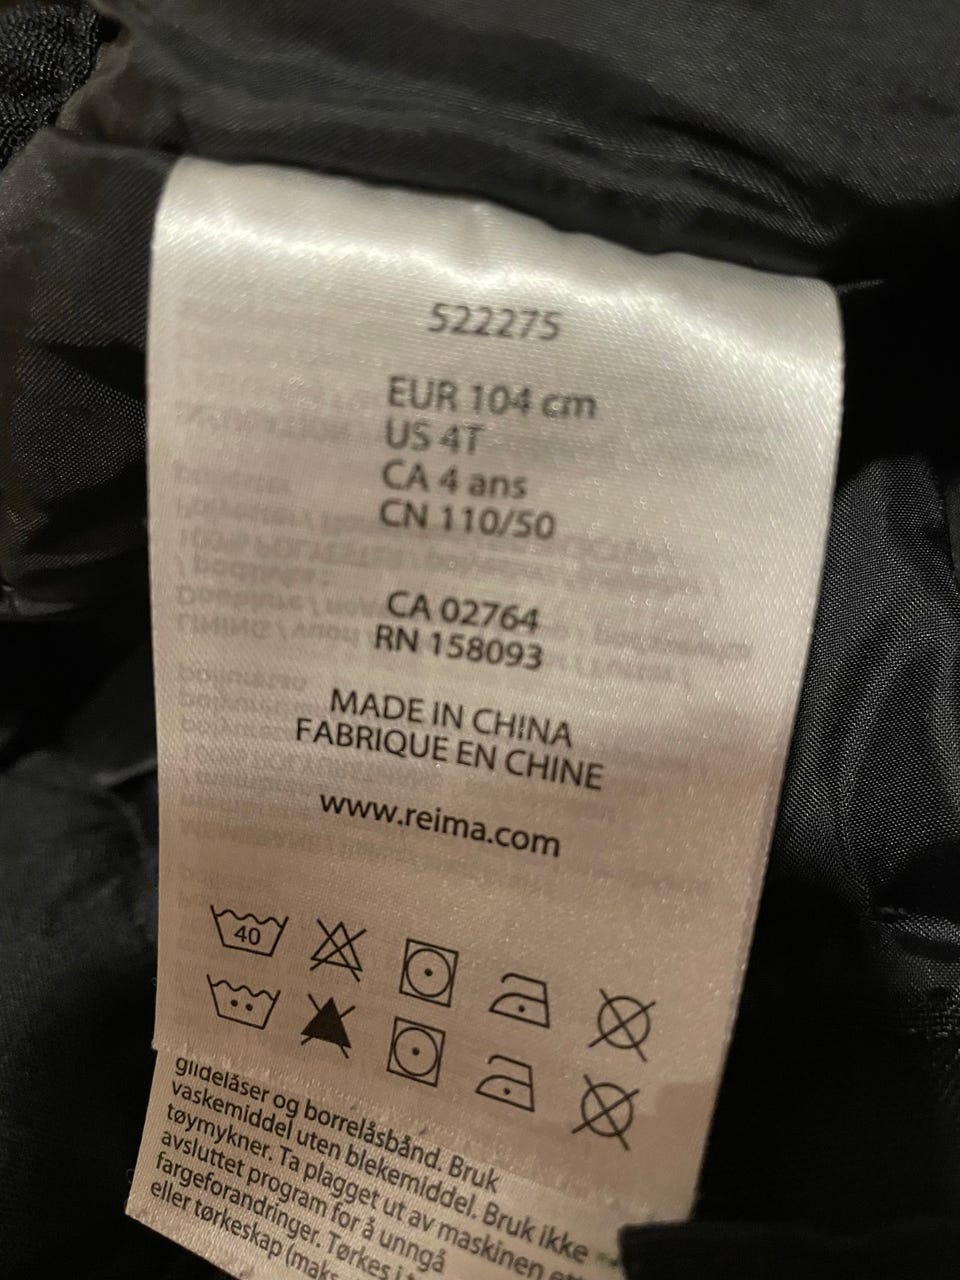 522275
EUR 104 cm
US 4T
CA 4 ans
CN 110/50
CA 02764
RN 158093
MADE IN CHINA
FABRIQUE EN CHINE
www.reima.com
40
glidelåser og borrelåsbånd. Bruk
vaskemiddel uten blekemiddel. Bruk ikke
tøymykner. Ta plagget ut av maskinen
avsluttet program for å unngå
fargeforandringer. Tørkes i
eller tørkeskap (maks